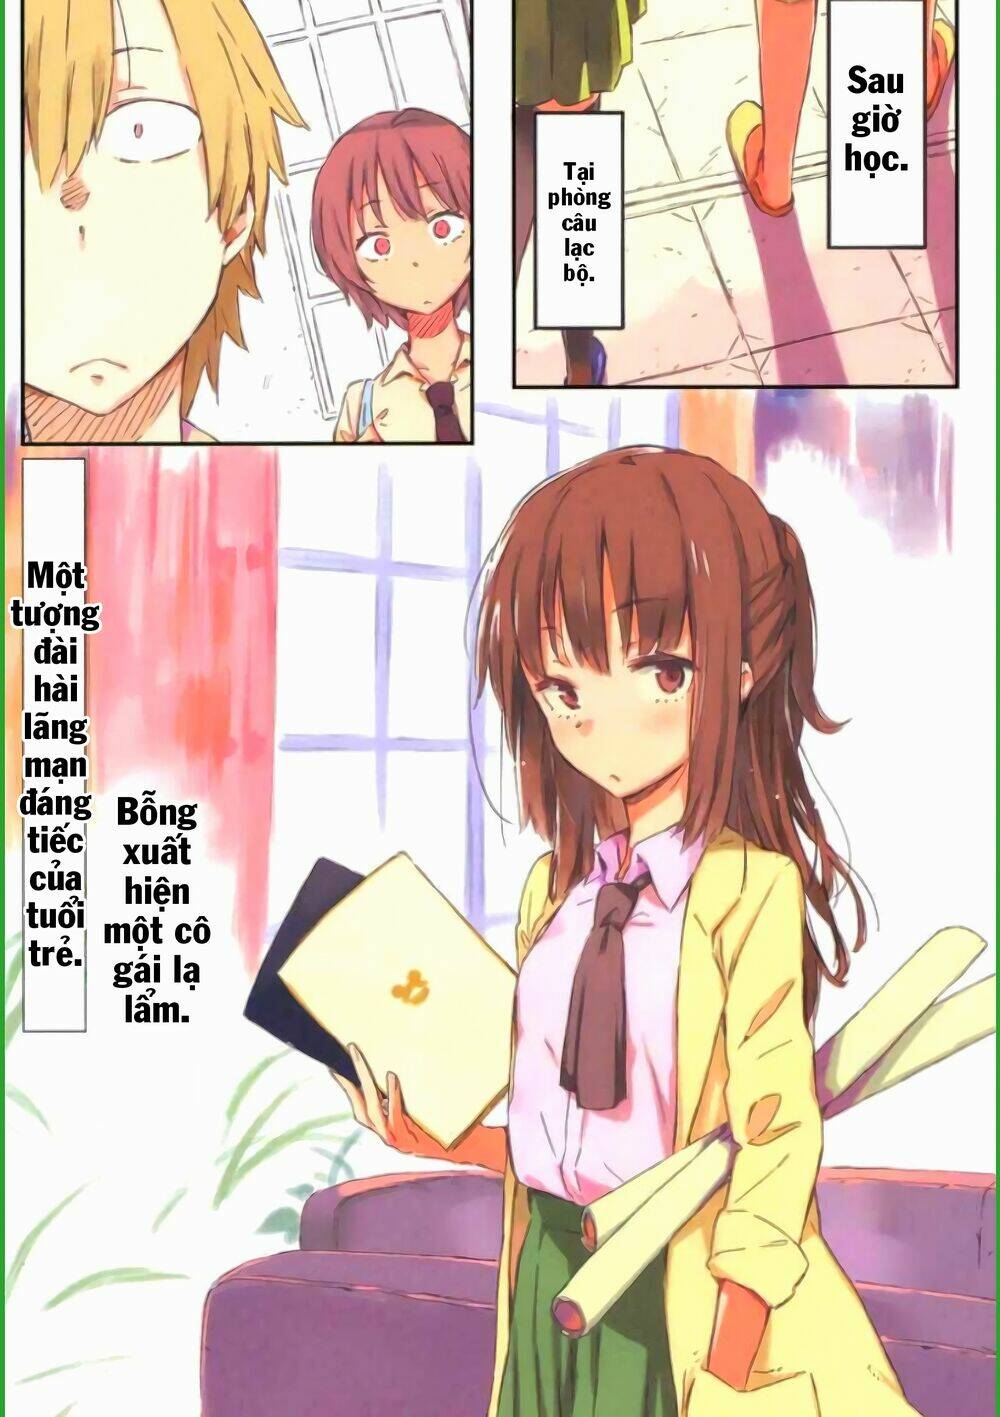 Sau
giờ
học.
Tại
phòng
câu
lạc
bộ.
Bỗng
xuất
hiện
một cô
gái lạ
lẩm.
Một
tượng
đài
hài
lãng
mạn
đáng
tiếc
của
tuổi
trẻ.